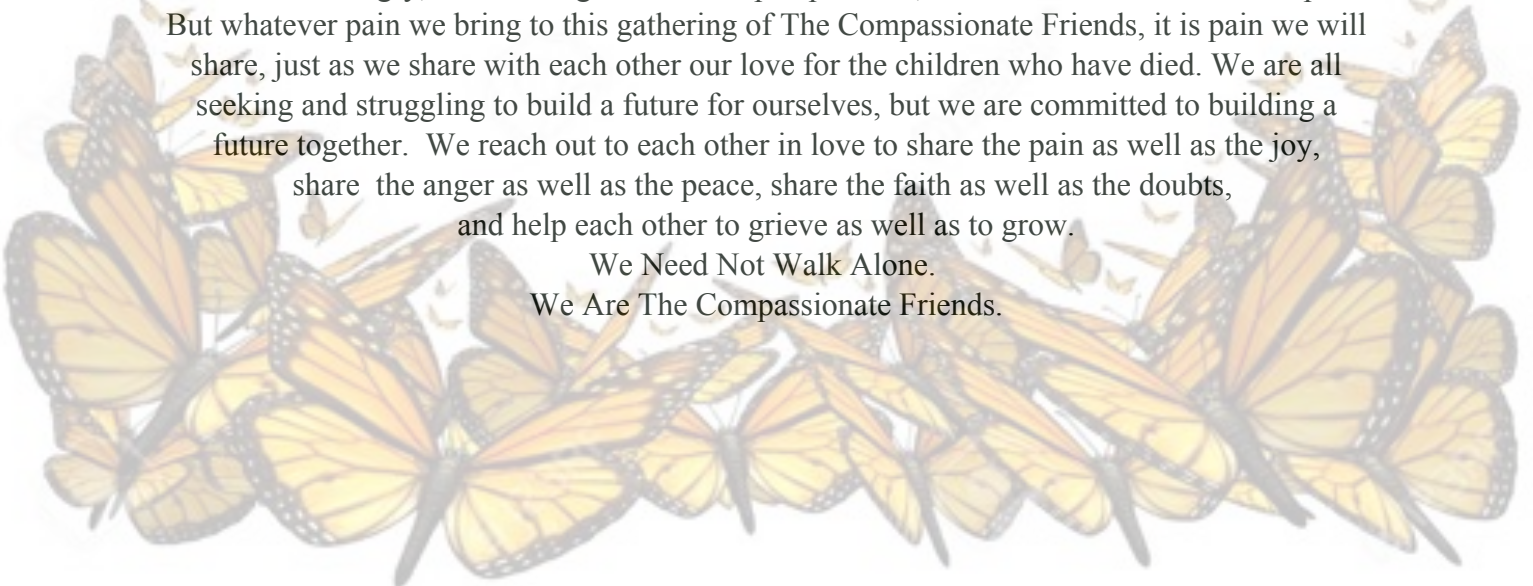 But whatever pain we bring to this gathering of The Compassionate Friends, it is pain we will
share, just as we share with each other our love for the children who have died. We are all
seeking and struggling to build a future for ourselves, but we are committed to building a
future together.  We reach out to each other in love to share the pain as well as the joy,
share  the anger as well as the peace, share the faith as well as the doubts,
and help each other to grieve as well as to grow.
We Need Not Walk Alone.
We Are The Compassionate Friends.